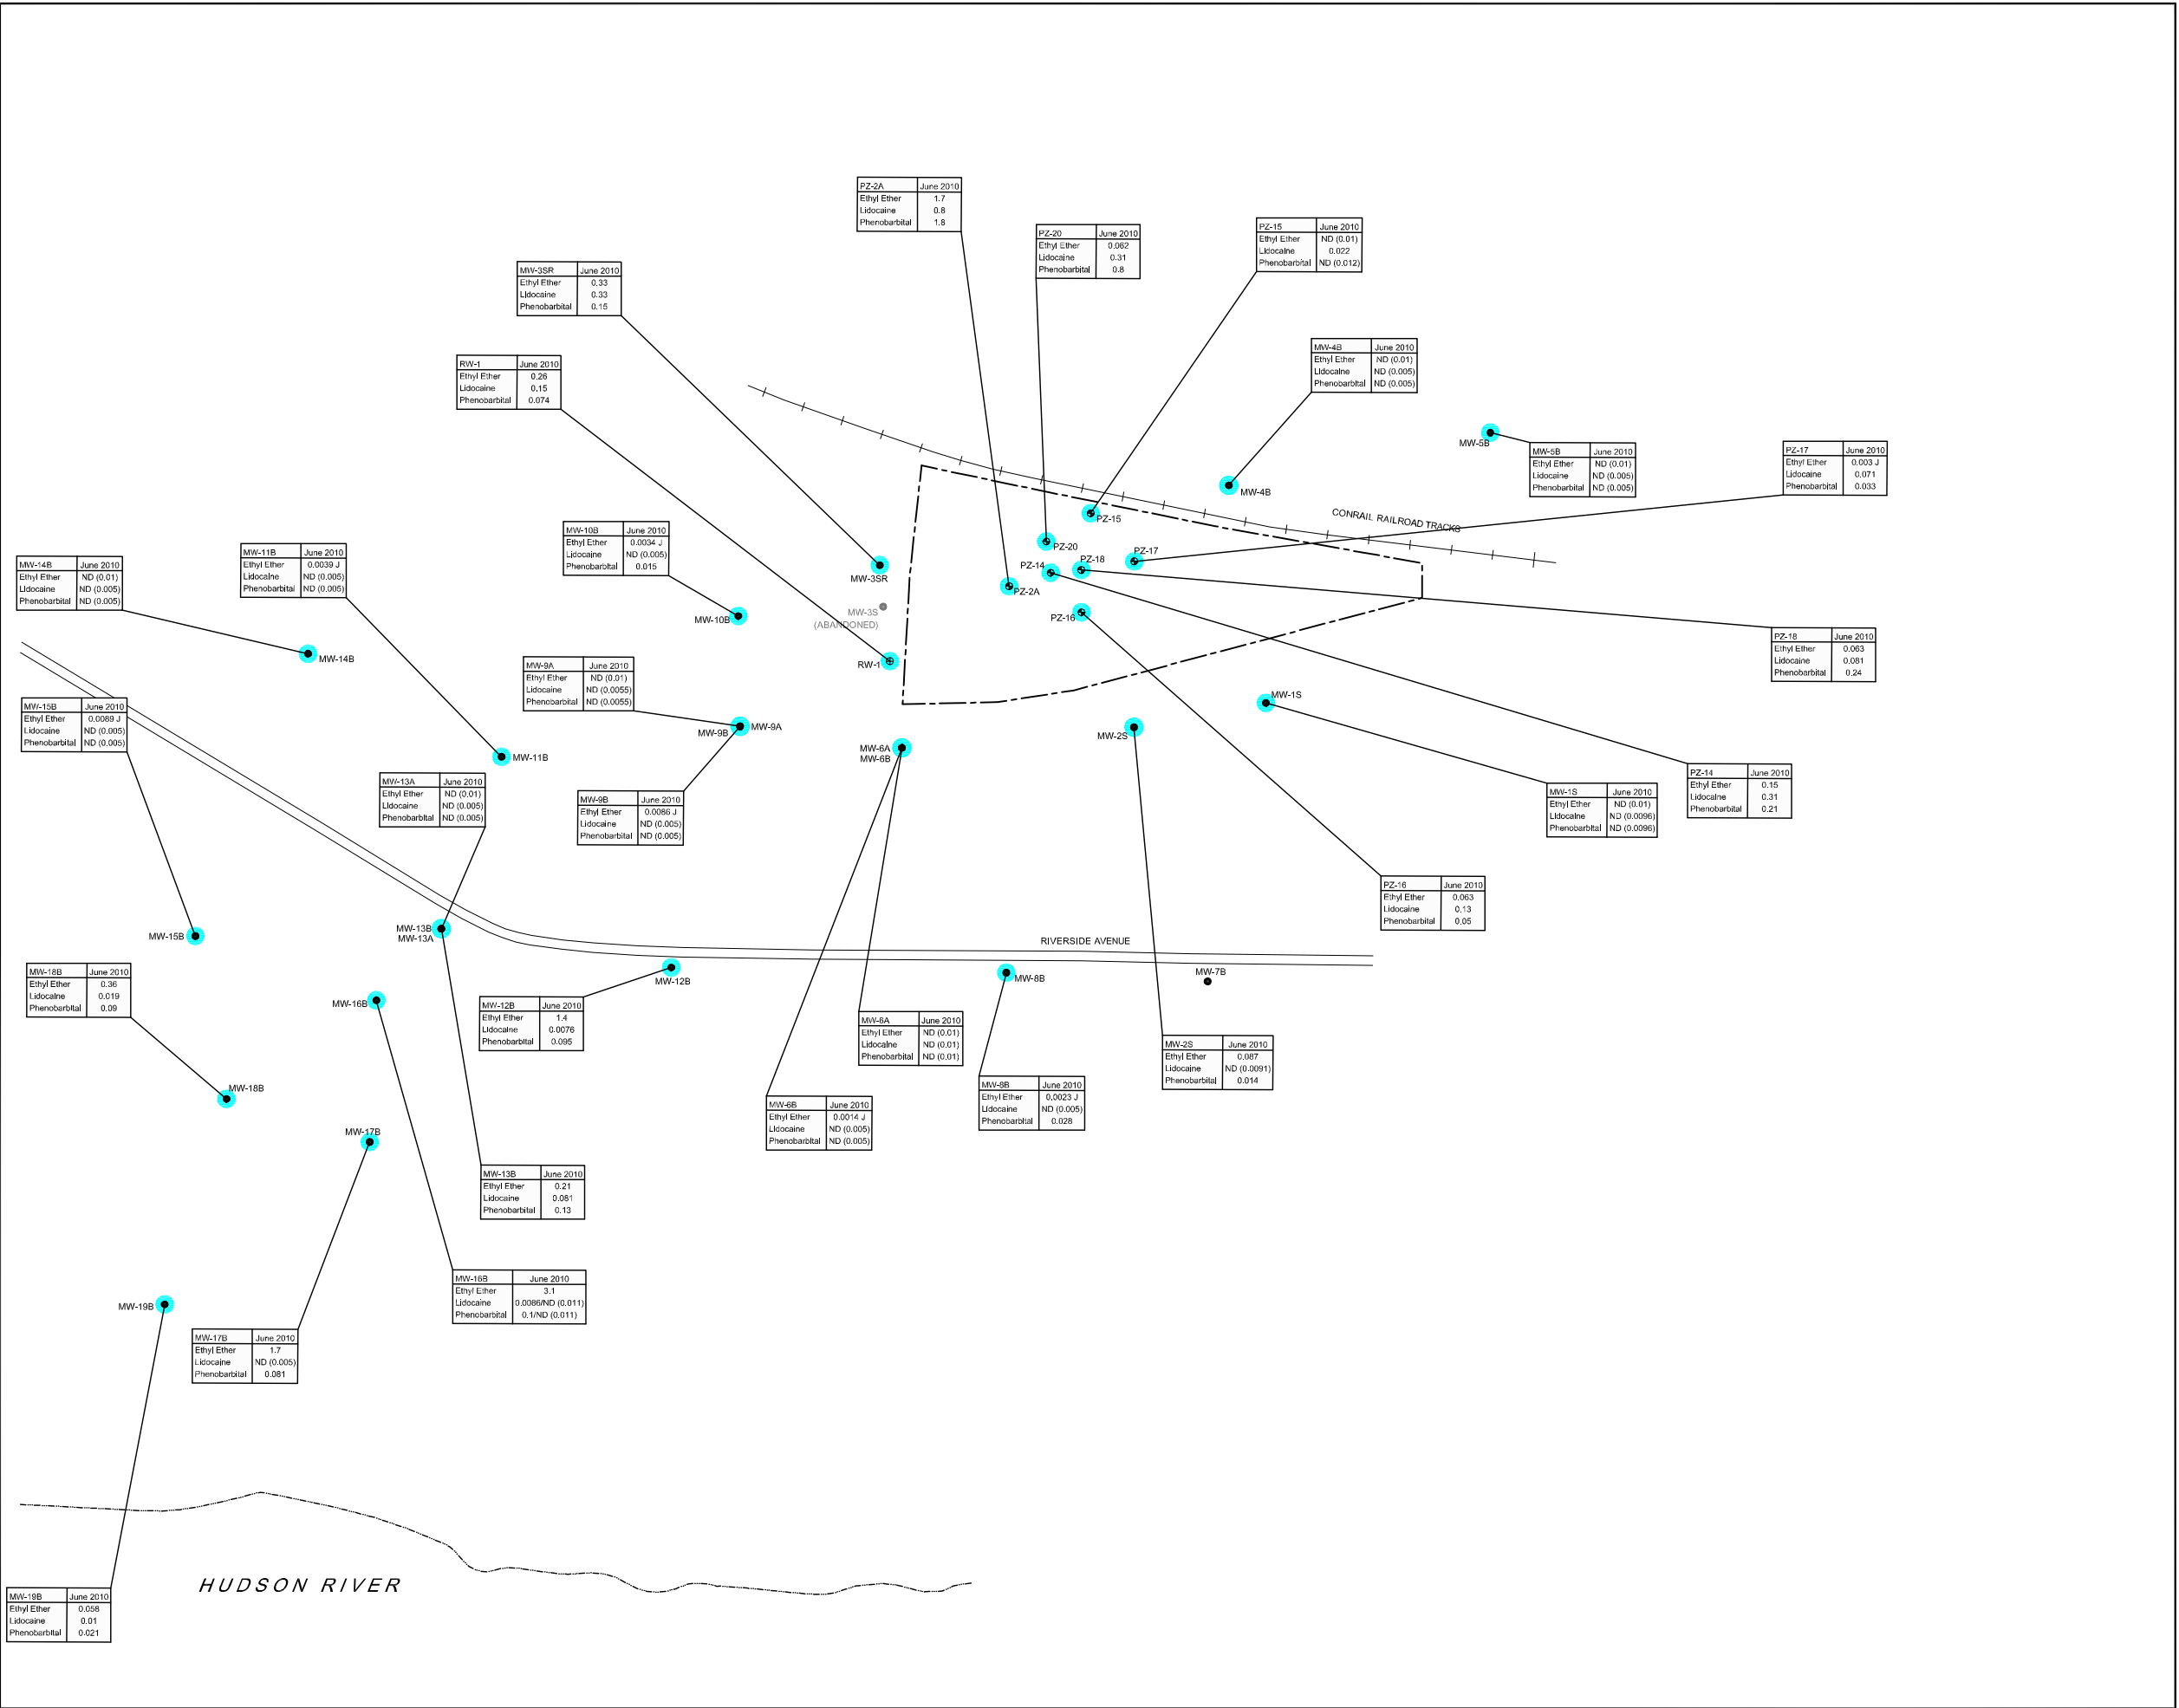 PZ-2A June 2010
Ethyl Ether 1.7
Lidocaine 0.8
Phenobarbital 1.8
PZ-20 June 2010
Ethyl Ether 0.062
Lidocaine 0.31
Phenobarbital 0.8
PZ-15 June 2010
Ethyl Ether ND (0.01)
Lidocaine 0.022
Phenobarbital ND (0.012)
MW-3SR June 2010
Ethyl Ether 0.33
Lidocaine 0.33
Phenobarbital 0.15
RW-1 June 2010
Ethyl Ether 0.26
Lidocaine 0.15
Phenobarbital 0.074
MW-4B June 2010
Ethyl Ether ND (0.01)
Lidocaine ND (0.005)
Phenobarbital ND (0.005)
MW-5B
MW-5B June 2010
Ethyl Ether ND (0.01)
Lidocaine ND (0.005)
Phenobarbital ND (0.005)
PZ-17 June 2010
Ethyl Ether 0.003 J
Lidocaine 0.071
Phenobarbital 0.033
MW-4B
CONRAIL RAILROAD TRACKS
PZ-15
PZ-20
PZ-17
PZ-18
PZ-14
PZ-2A
PZ-16
MW-3SR
MW-3S
(ABANDONED)
RW-1
MW-10B June 2010
Ethyl Ether 0.0034 J
Lidocaine ND (0.005)
Phenobarbital 0.015
MW-10B
MW-11B June 2010
Ethyl Ether 0.0039 J
Lidocaine ND (0.005)
Phenobarbital ND (0.005)
MW-14B June 2010
Ethyl Ether ND (0.01)
Lidocaine ND (0.005)
Phenobarbital ND (0.005)
MW-14B
PZ-18 June 2010
Ethyl Ether 0.063
Lidocaine 0.081
Phenobarbital 0.24
MW-9A June 2010
Ethyl Ether ND (0.01)
Lidocaine ND (0.0055)
Phenobarbital ND (0.0055)
MW-15B June 2010
Ethyl Ether 0.0089 J
Lidocaine ND (0.005)
Phenobarbital ND (0.005)
MW-9A
MW-9B
MW-1S
MW-2S
MW-6A
MW-6B
MW-11B
MW-13A June 2010
Ethyl Ether ND (0.01)
Lidocaine ND (0.005)
Phenobarbital ND (0.005)
MW-9B June 2010
Ethyl Ether 0.0086 J
Lidocaine ND (0.005)
Phenobarbital ND (0.005)
MW-1S June 2010
Ethyl Ether ND (0.01)
Lidocaine ND (0.0096)
Phenobarbital ND (0.0096)
PZ-14 June 2010
Ethyl Ether 0.15
Lidocaine 0.31
Phenobarbital 0.21
PZ-16 June 2010
Ethyl Ether 0.063
Lidocaine 0.13
Phenobarbital 0.05
MW-13B
MW-13A
MW-15B
RIVERSIDE AVENUE
MW-12B
MW-8B
MW-7B
MW-18B June 2010
Ethyl Ether 0.36
Lidocaine 0.019
Phenobarbital 0.09
MW-16B
MW-12B June 2010
Ethyl Ether 1.4
Lidocaine 0.0076
Phenobarbital 0.095
MW-6A June 2010
Ethyl Ether ND (0.01)
Lidocaine ND (0.01)
Phenobarbital ND (0.01)
MW-2S June 2010
Ethyl Ether 0.087
Lidocaine ND (0.0091)
Phenobarbital 0.014
MW-8B June 2010
Ethyl Ether 0.0023 J
Lidocaine ND (0.005)
Phenobarbital 0.028
MW-6B June 2010
Ethyl Ether 0.0014 J
Lidocaine ND (0.005)
Phenobarbital ND (0.005)
MW-18B
MW-17B
MW-13B June 2010
Ethyl Ether 0.21
Lidocaine 0.081
Phenobarbital 0.13
MW-16B June 2010
Ethyl Ether 3.1
Lidocaine 0.0086/ND (0.011)
Phenobarbital 0.1/ND (0.011)
MW-19B
MW-17B June 2010
Ethyl Ether 1.7
Lidocaine ND (0.005)
Phenobarbital 0.081
HUDSON RIVER
MW-19B June 2010
Ethyl Ether 0.058
Lidocaine 0.01
Phenobarbital 0.021